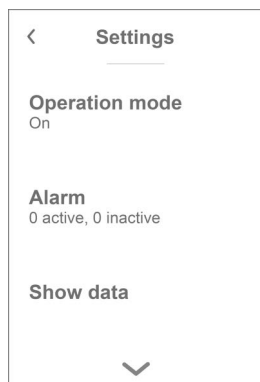 Settings
Operation mode
On
Alarm
0 active, 0 inactive
Show data